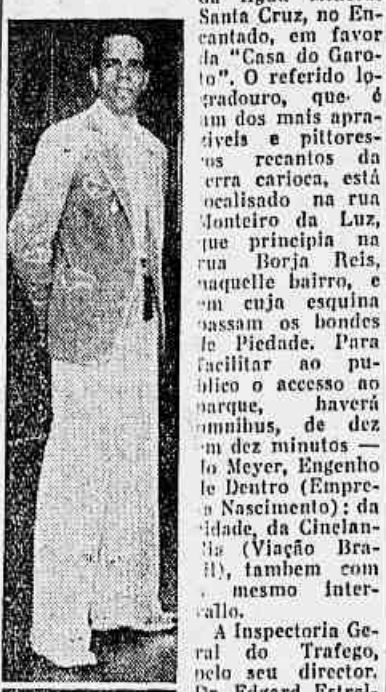 Santa Cruz, no En-
cantado, em favor
da "Casa do Garo-
to". O referido lo-
gradouro, que é
um dos mais apra-
ziveis e pittores-
cos recantos da
terra carioca, está
localisado na rua
Monteiro da Luz,
que principia na
rua Borja Reis,
naquelle bairro, e
em cuja esquina
passam os bondes
de Piedade. Para
facilitar ao pu-
blico o accesso ao
parque, haverá
omnibus, de dez
em dez minutos —
do Meyer, Engenho
de Dentro (Empre-
a Nascimento); da
cidade, da Cinelan-
dia (Viação Bra-
il), tambem com
o mesmo inter-
vallo.
A Inspectoria Ge-
ral do Trafego,
pelo seu director,